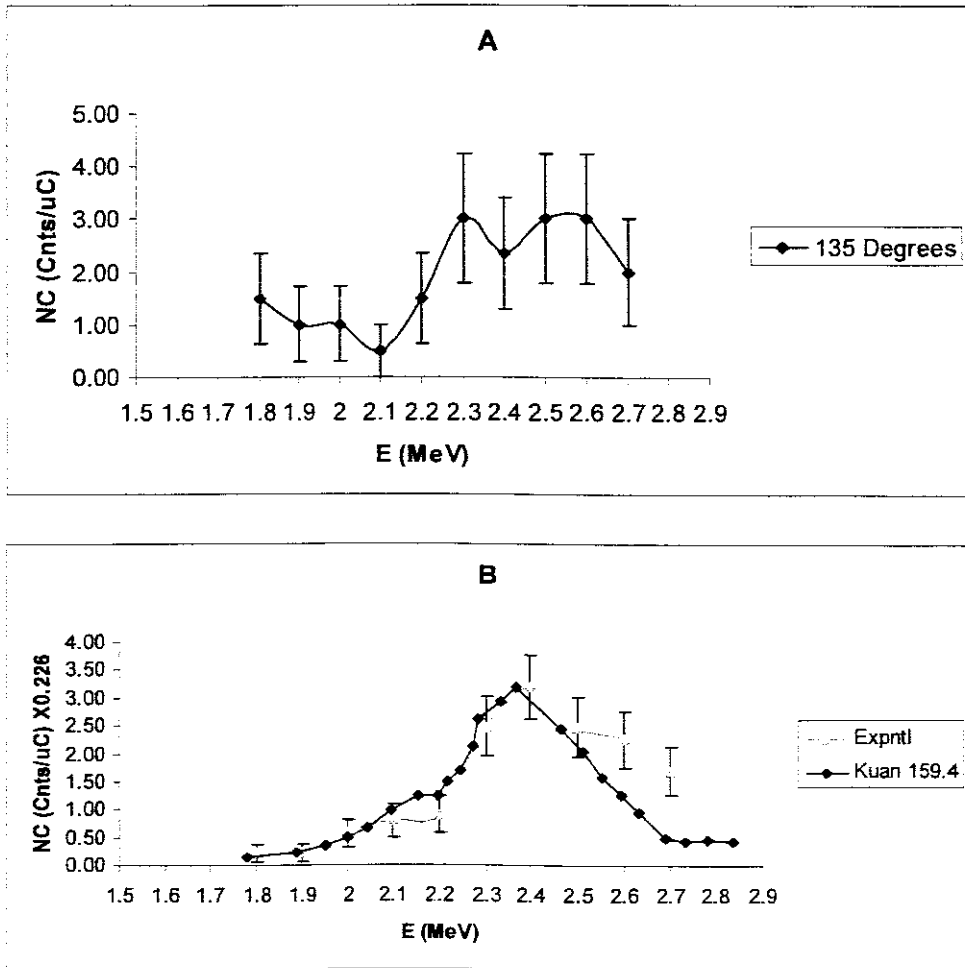 A
NC (Cnts/uC)
5.00
4.00
3.00
2.00
1.00
0.00
1.5 1.6 1.7 1.8 1.9 2 2.1 2.2 2.3 2.4 2.5 2.6 2.7 2.8 2.9
E (MeV)
135 Degrees
B
NC (Cnts/uC) X0.226
4.00
3.50
3.00
2.50
2.00
1.50
1.00
0.50
0.00
1.5 1.6 1.7 1.8 1.9 2 2.1 2.2 2.3 2.4 2.5 2.6 2.7 2.8 2.9
E (MeV)
Expntl
Kuan 159.4